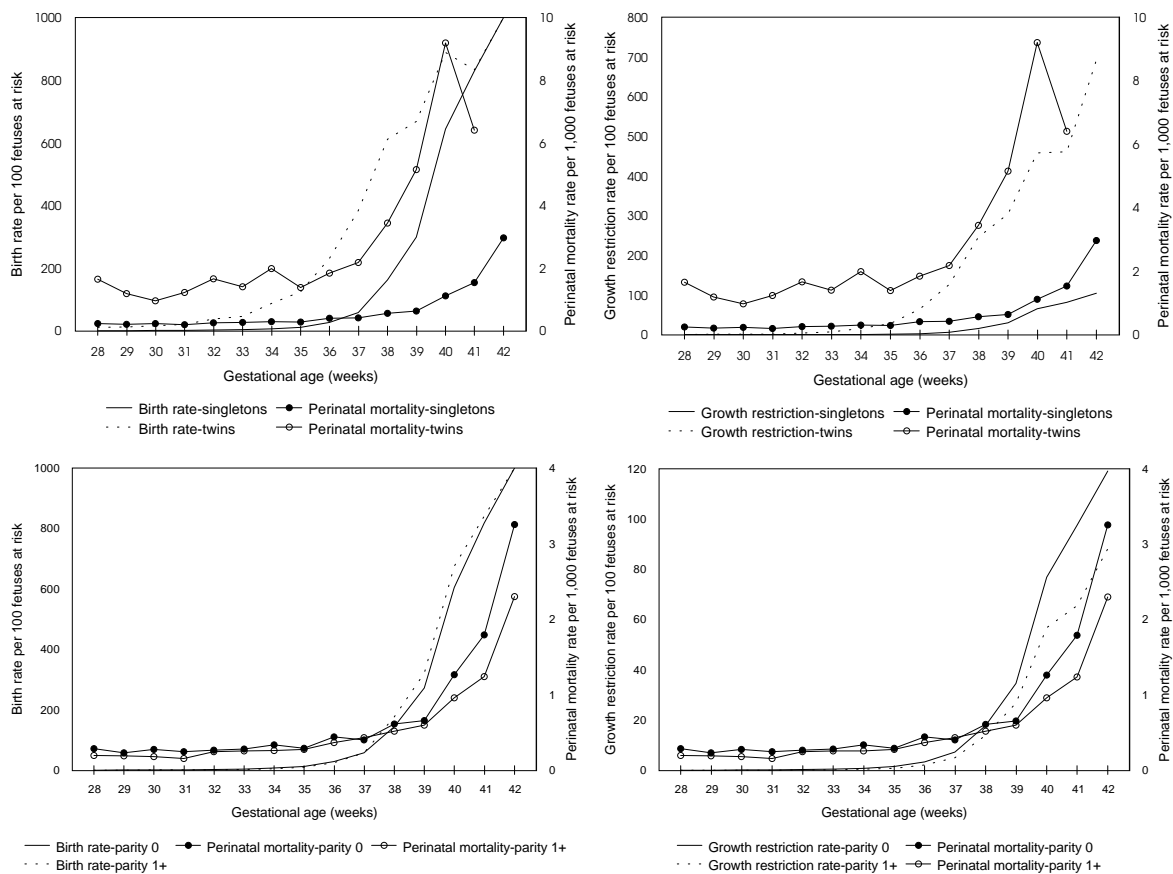 Birth rate per 100 fetuses at risk
1000
800
600
400
200
0
10
8
6
4
2
0
Perinatal mortality rate per 1,000 fetuses at risk
28 29 30 31 32 33 34 35 36 37 38 39 40 41 42
Gestational age (weeks)
Birth rate-singletons Perinatal mortality-singletons
Birth rate-twins Perinatal mortality-twins
Growth restriction rate per 100 fetuses at risk
800
700
600
500
400
300
200
100
0
10
8
6
4
2
0
Perinatal mortality rate per 1,000 fetuses at risk
28 29 30 31 32 33 34 35 36 37 38 39 40 41 42
Gestational age (weeks)
Growth restriction-singletons Perinatal mortality-singletons
Growth restriction-twins Perinatal mortality-twins
Birth rate per 100 fetuses at risk
1000
800
600
400
200
0
4
3
2
1
0
Perinatal mortality rate per 1,000 fetuses at risk
28 29 30 31 32 33 34 35 36 37 38 39 40 41 42
Gestational age (weeks)
Birth rate-parity 0 Perinatal mortality-parity 0 Perinatal mortality-parity 1+
Birth rate-parity 1+
Growth restriction rate per 100 fetuses at risk
120
100
80
60
40
20
0
4
3
2
1
0
Perinatal mortality rate per 1,000 fetuses at risk
28 29 30 31 32 33 34 35 36 37 38 39 40 41 42
Gestational age (weeks)
Growth restriction rate-parity 0 Perinatal mortality-parity 0
Growth restriction rate-parity 1+ Perinatal mortality-parity 1+